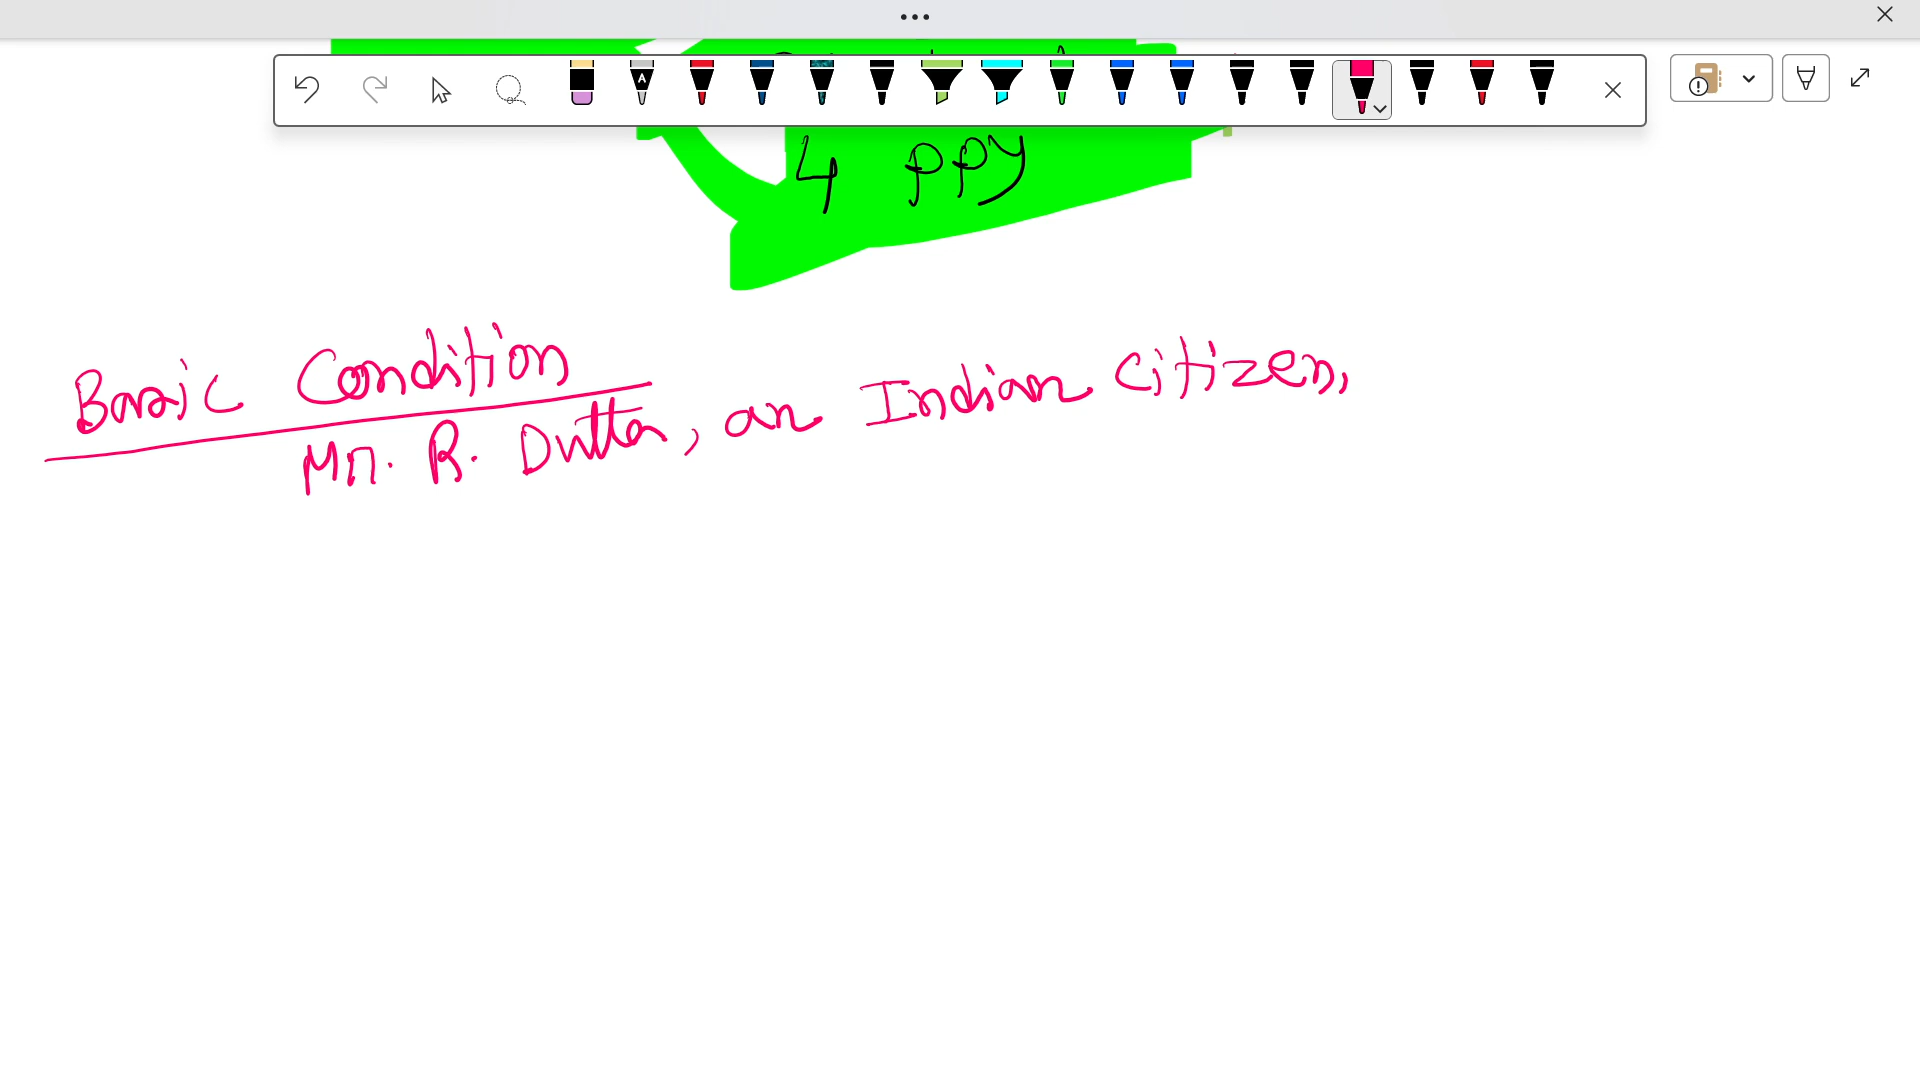 4 PPY
Basic Condition
Mr. R. Dutta, an Indian Citizen,